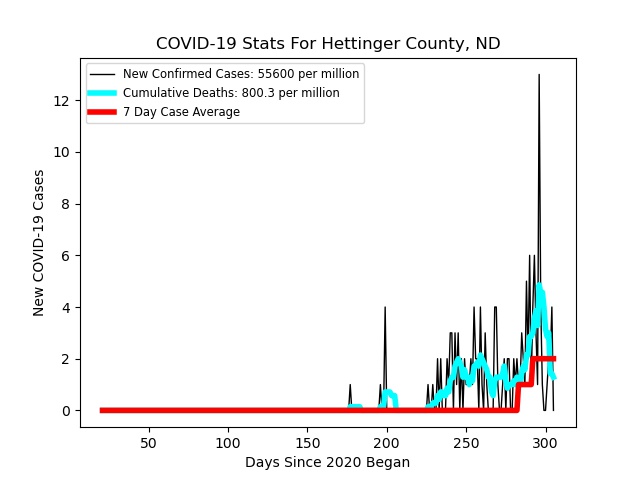 COVID-19 Stats For Hettinger County, ND
New Confirmed Cases: 55600 per million
Cumulative Deaths: 800.3 per million
7 Day Case Average
New COVID-19 Cases
12
10
8
6
4
2
0
50 100 150 200 250 300
Days Since 2020 Began